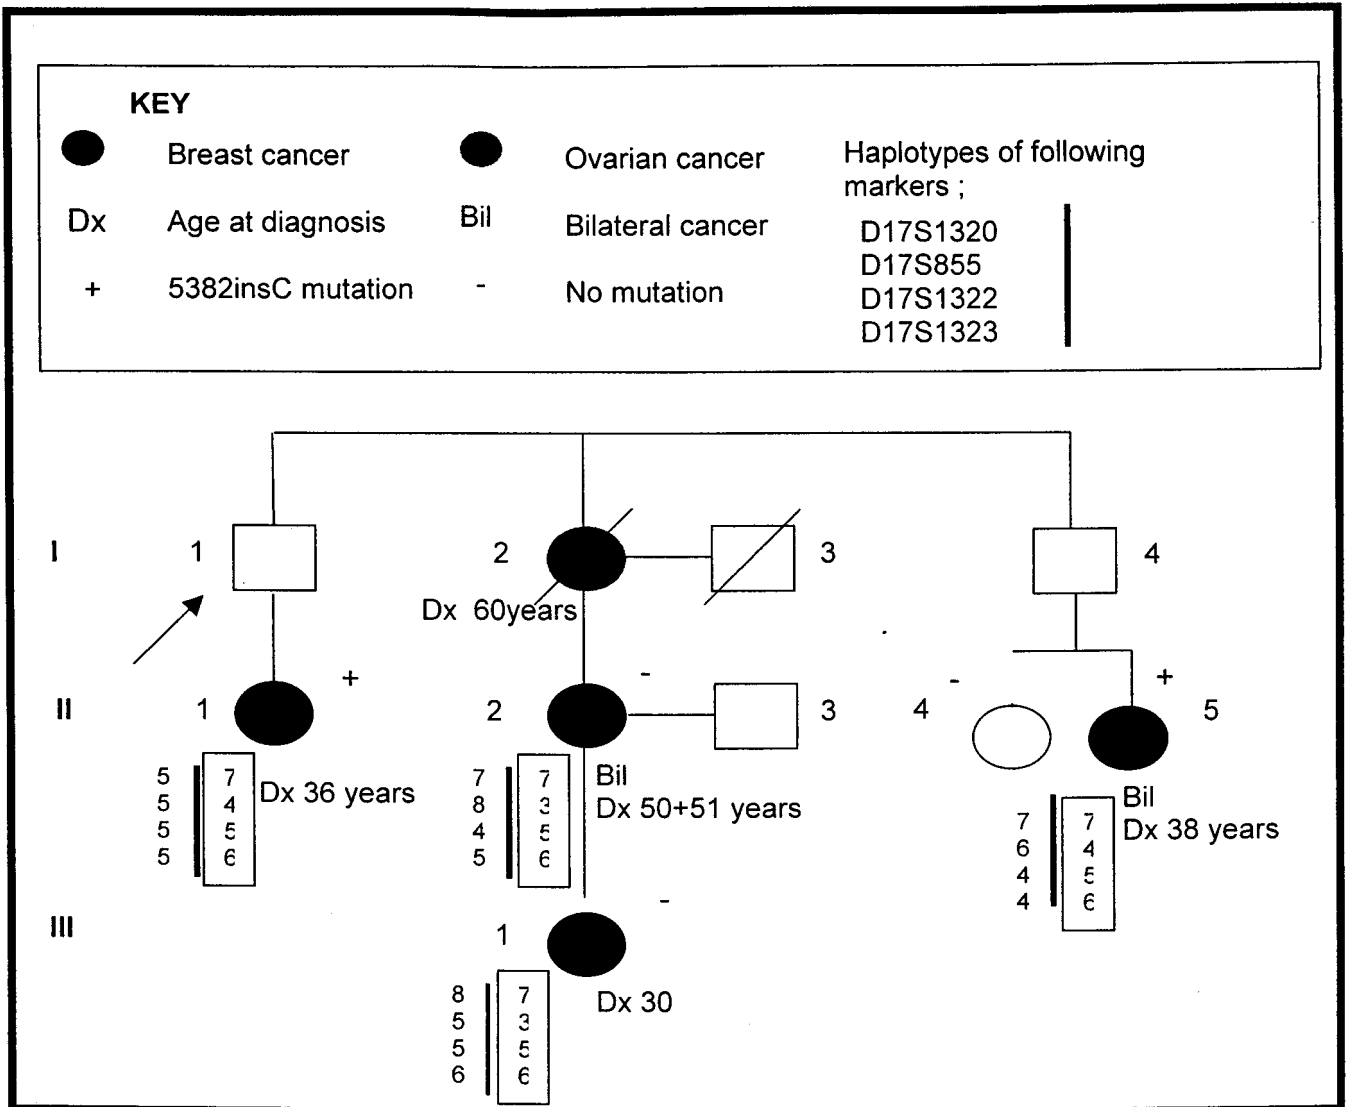 KEY
Breast cancer
Ovarian cancer
Haplotypes of following
markers ;
Dx
Age at diagnosis
Bil
Bilateral cancer
D17S1320
D17S855
D17S1322
D17S1323
+
5382insC mutation
-
No mutation
I
1
2
3
4
Dx 60years
II
1
+
2
-
3
4
-
+
5
5 7
5 4
5 5
5 6
Dx 36 years
7 7
8 3
4 5
5 6
Bil
Dx 50+51 years
7 7
6 4
4 5
4 6
Bil
Dx 38 years
III
1
-
8 7
5 3
5 5
6 6
Dx 30